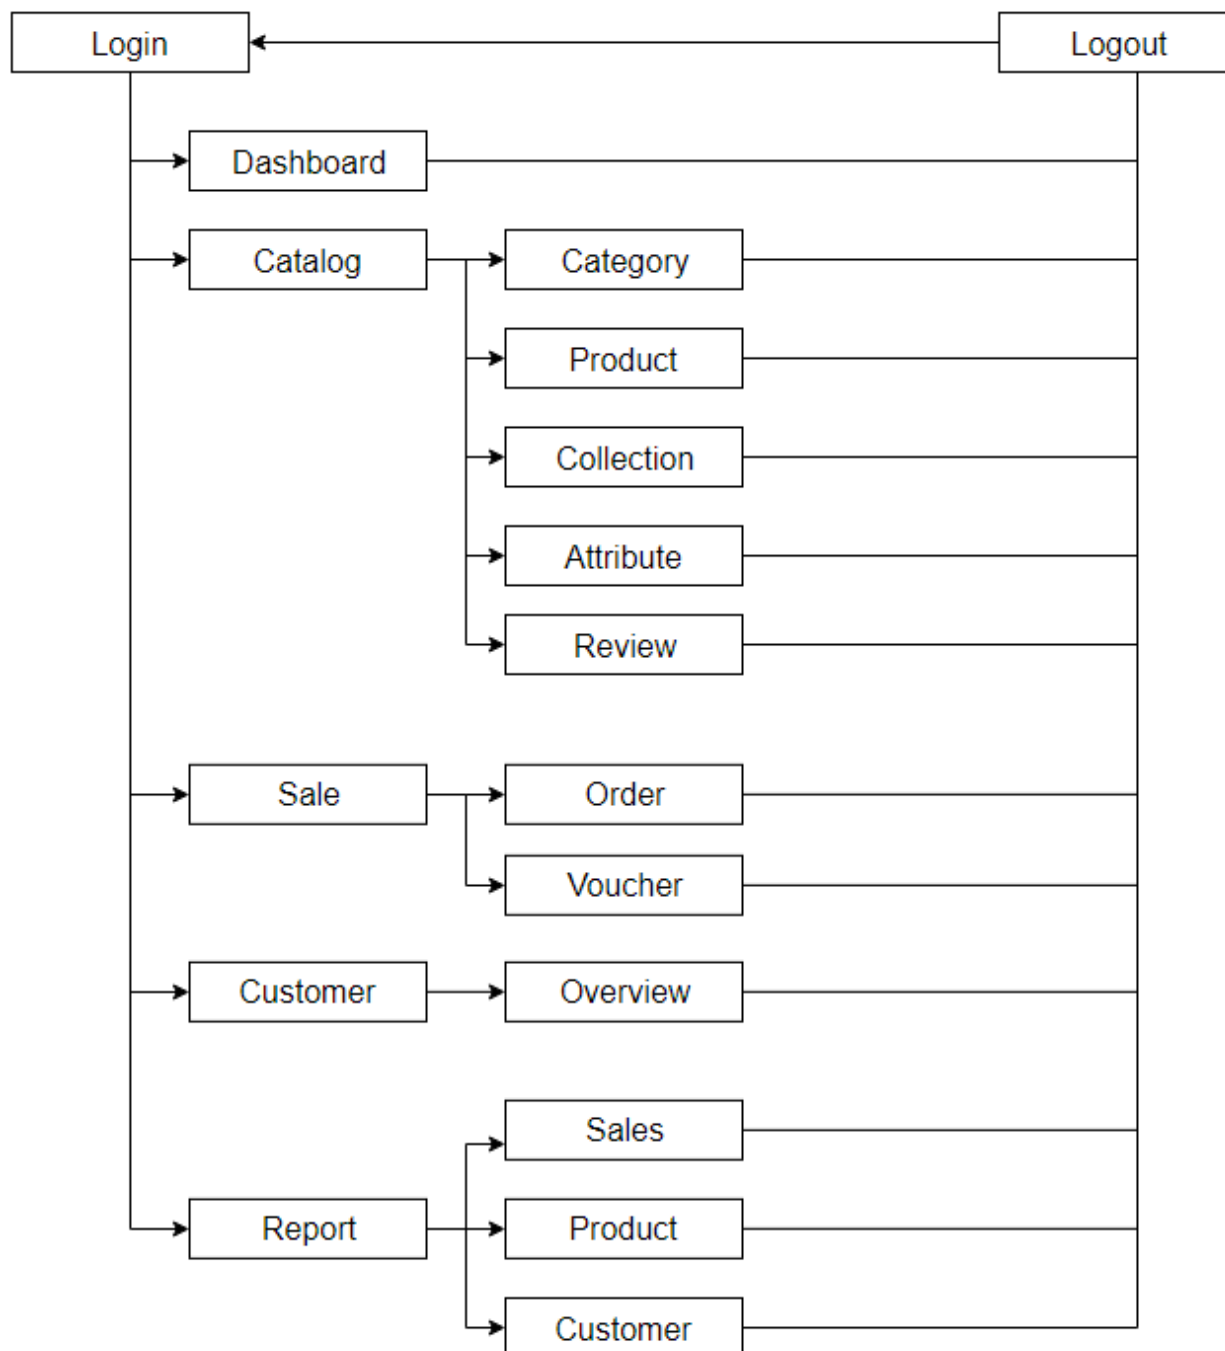 Login
Logout
Dashboard
Catalog
Category
Product
Collection
Attribute
Review
Sale
Order
Voucher
Customer
Overview
Sales
Report
Product
Customer